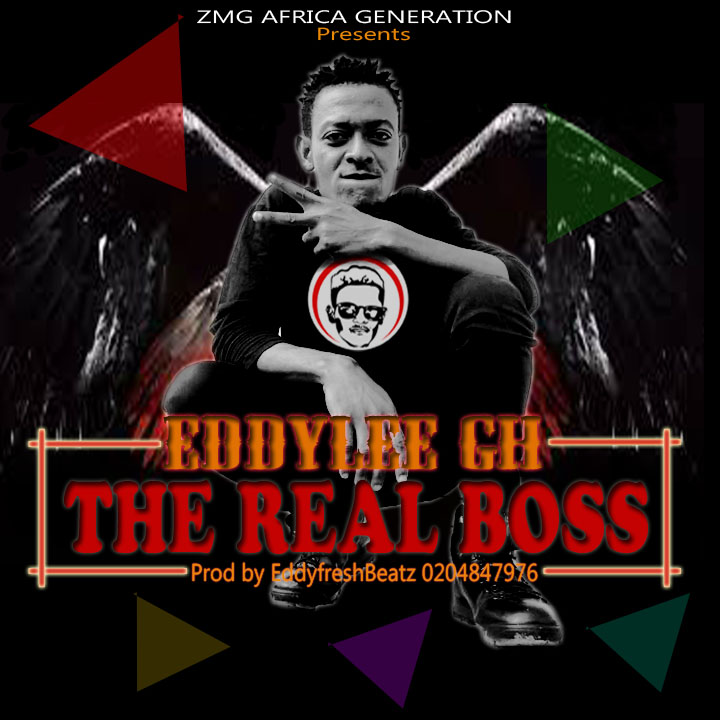 ZMG AFRICA GENERATION
Presents
EDDYLEE GH
THE REAL BOSS
Prod by EddyfreshBeatz 0204847976